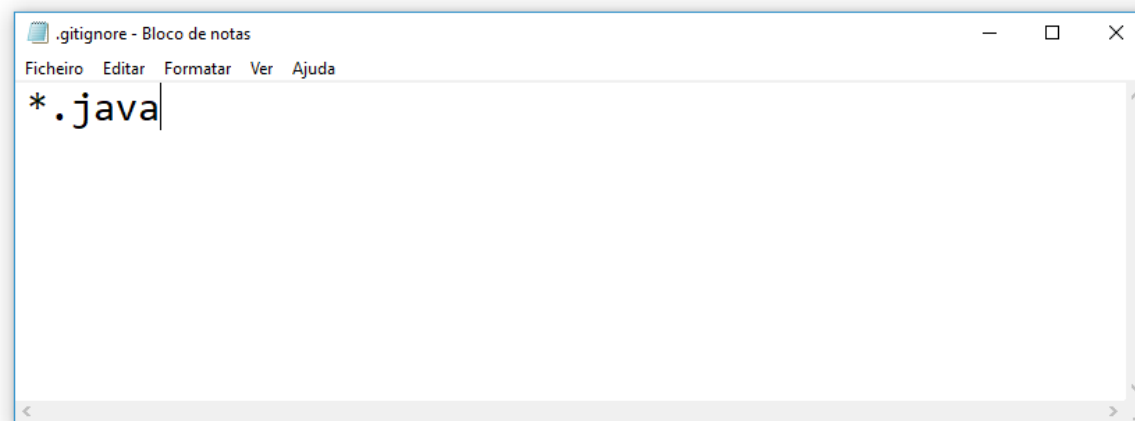 .gitignore - Bloco de notas
Ficheiro Editar Formatar Ver Ajuda
*.java